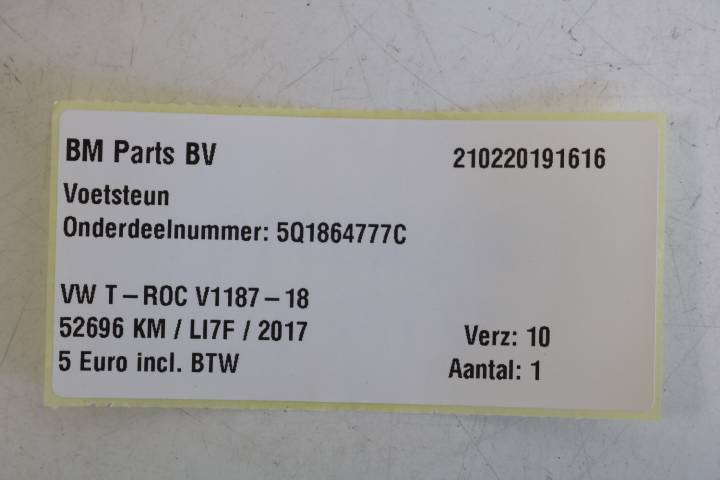 BM Parts BV 210220191616
Voetsteun
Onderdeelnummer: 5Q1864777C
VW T-ROC V1187-18
52696 KM / LI7F / 2017 Verz: 10
5 Euro incl. BTW Aantal: 1